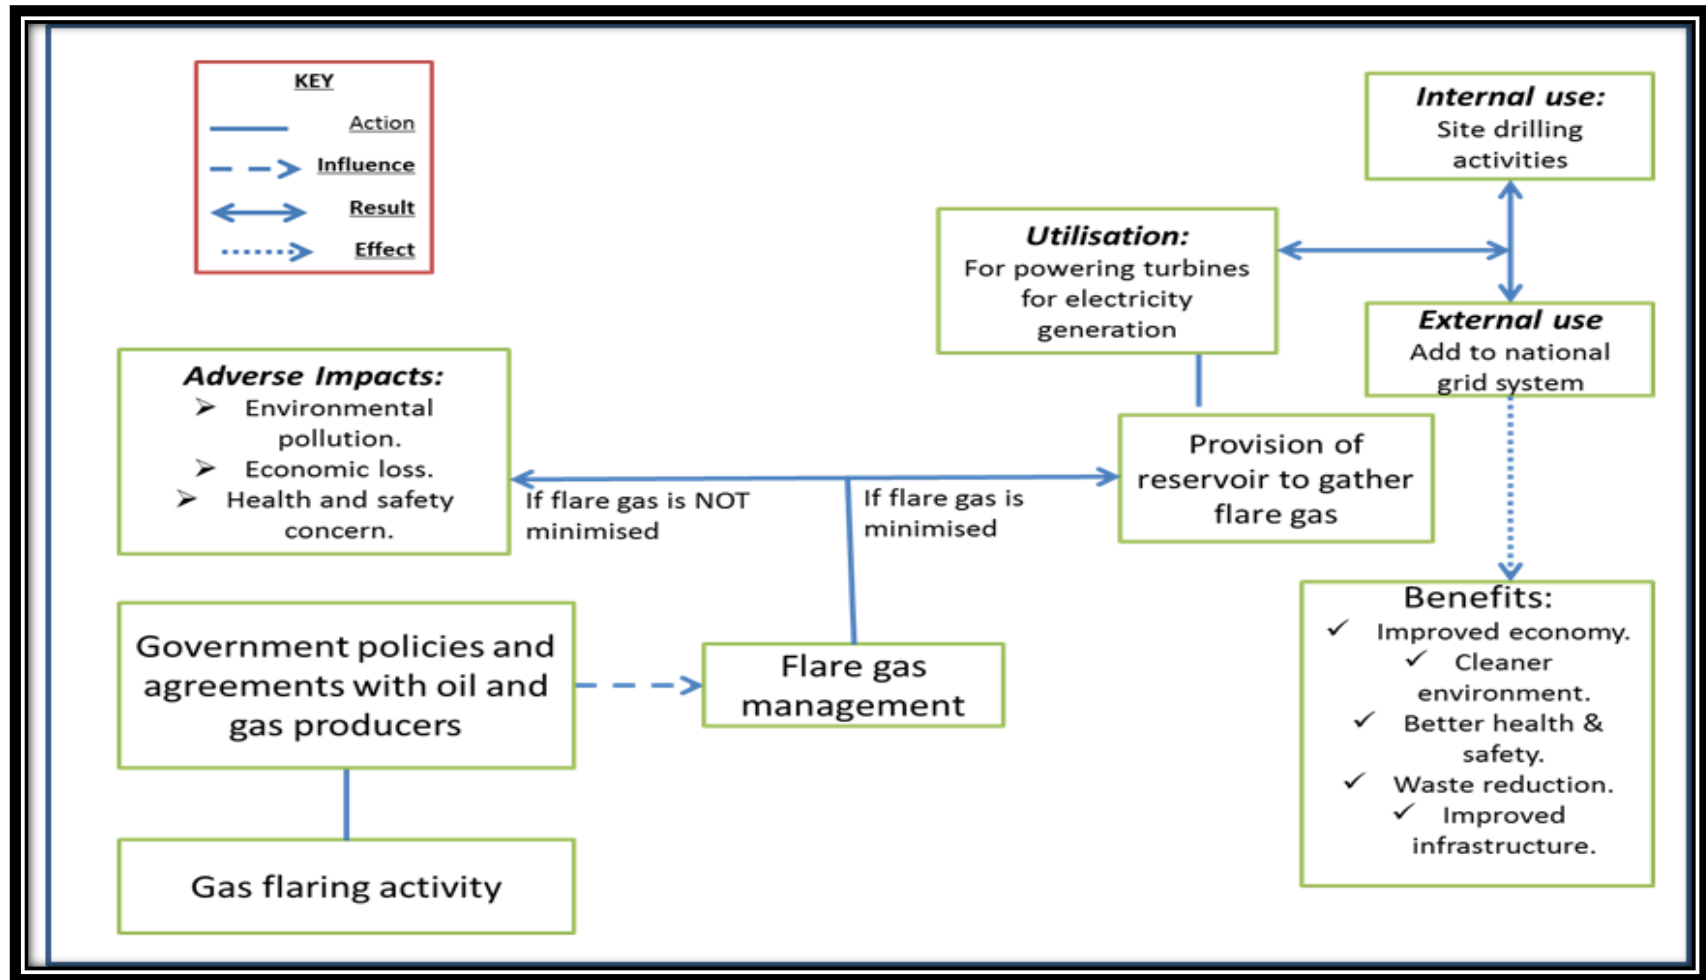 KEY
Action
Influence
Result
Effect
Internal use:
Site drilling
activities
Utilisation:
For powering turbines
for electricity
generation
External use
Add to national
grid system
Adverse Impacts:
➢ Environmental
pollution.
➢ Economic loss.
➢ Health and safety
concern.
If flare gas is NOT
minimised
If flare gas is
minimised
Provision of
reservoir to gather
flare gas
Government policies and
agreements with oil and
gas producers
Flare gas
management
Benefits:
✓ Improved economy.
✓ Cleaner
environment.
✓ Better health &
safety.
✓ Waste reduction.
✓ Improved
infrastructure.
Gas flaring activity